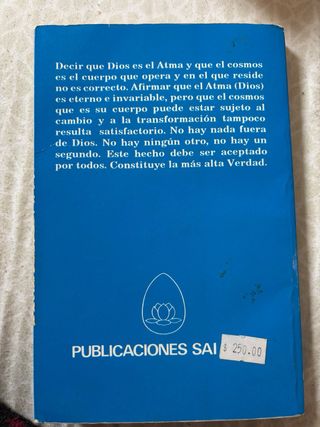 Decir que Dios es el Atma y que el cosmos
es el cuerpo que opera y en el que reside
no es correcto. Afirmar que el Atma (Dios)
es eterno e invariable, pero que el cosmos
que es su cuerpo puede estar sujeto al
cambio y a la transformación tampoco
resulta satisfactorio. No hay nada fuera
de Dios. No hay ningún otro, no hay un
segundo. Este hecho debe ser aceptado
por todos. Constituye la más alta Verdad.
PUBLICACIONES SAI
$ 250.00